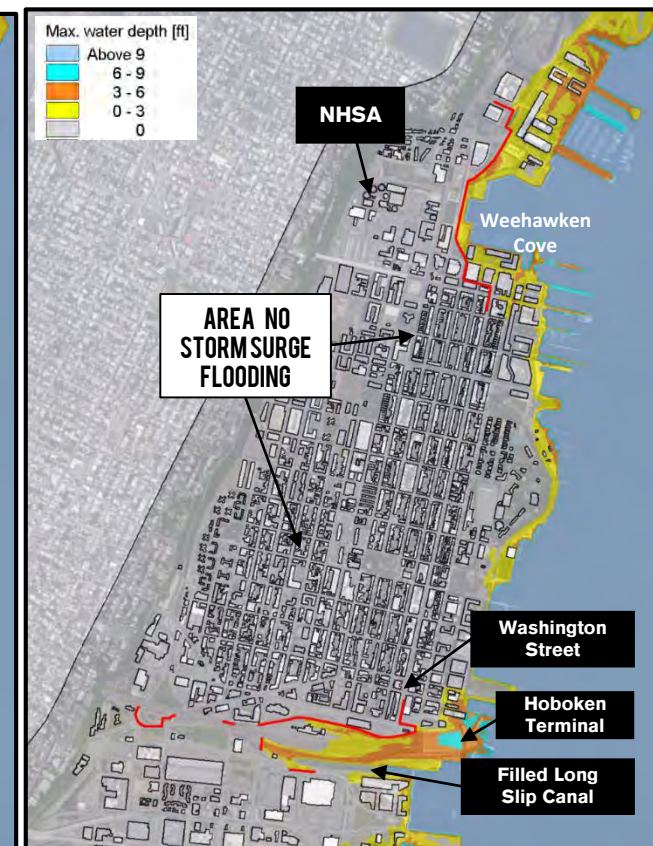 Max. water depth [ft]
Above 9
6 - 9
3 - 6
0 - 3
0
NHSA
Weehawken
Cove
AREA NO
STORM SURGE
FLOODING
Washington
Street
Hoboken
Terminal
Filled Long
Slip Canal